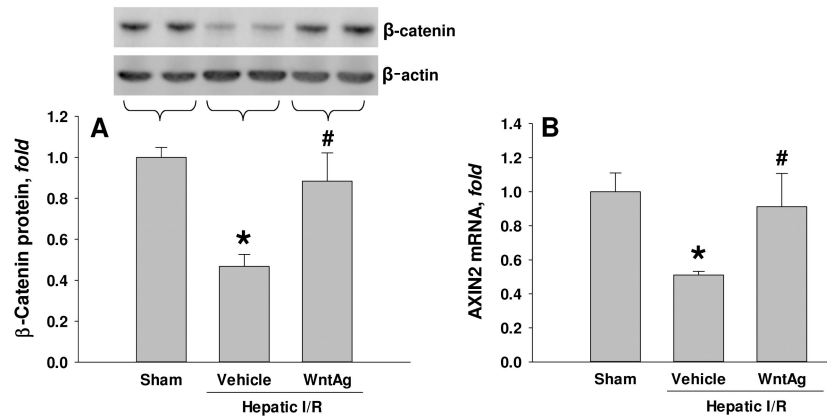 β-catenin
β-actin
A
β-Catenin protein, fold
1.2
1.0
0.8
0.6
0.4
0.2
0.0
*
#
Sham
Vehicle
WntAg
Hepatic I/R
B
AXIN2 mRNA, fold
1.4
1.2
1.0
0.8
0.6
0.4
0.2
0.0
*
#
Sham
Vehicle
WntAg
Hepatic I/R